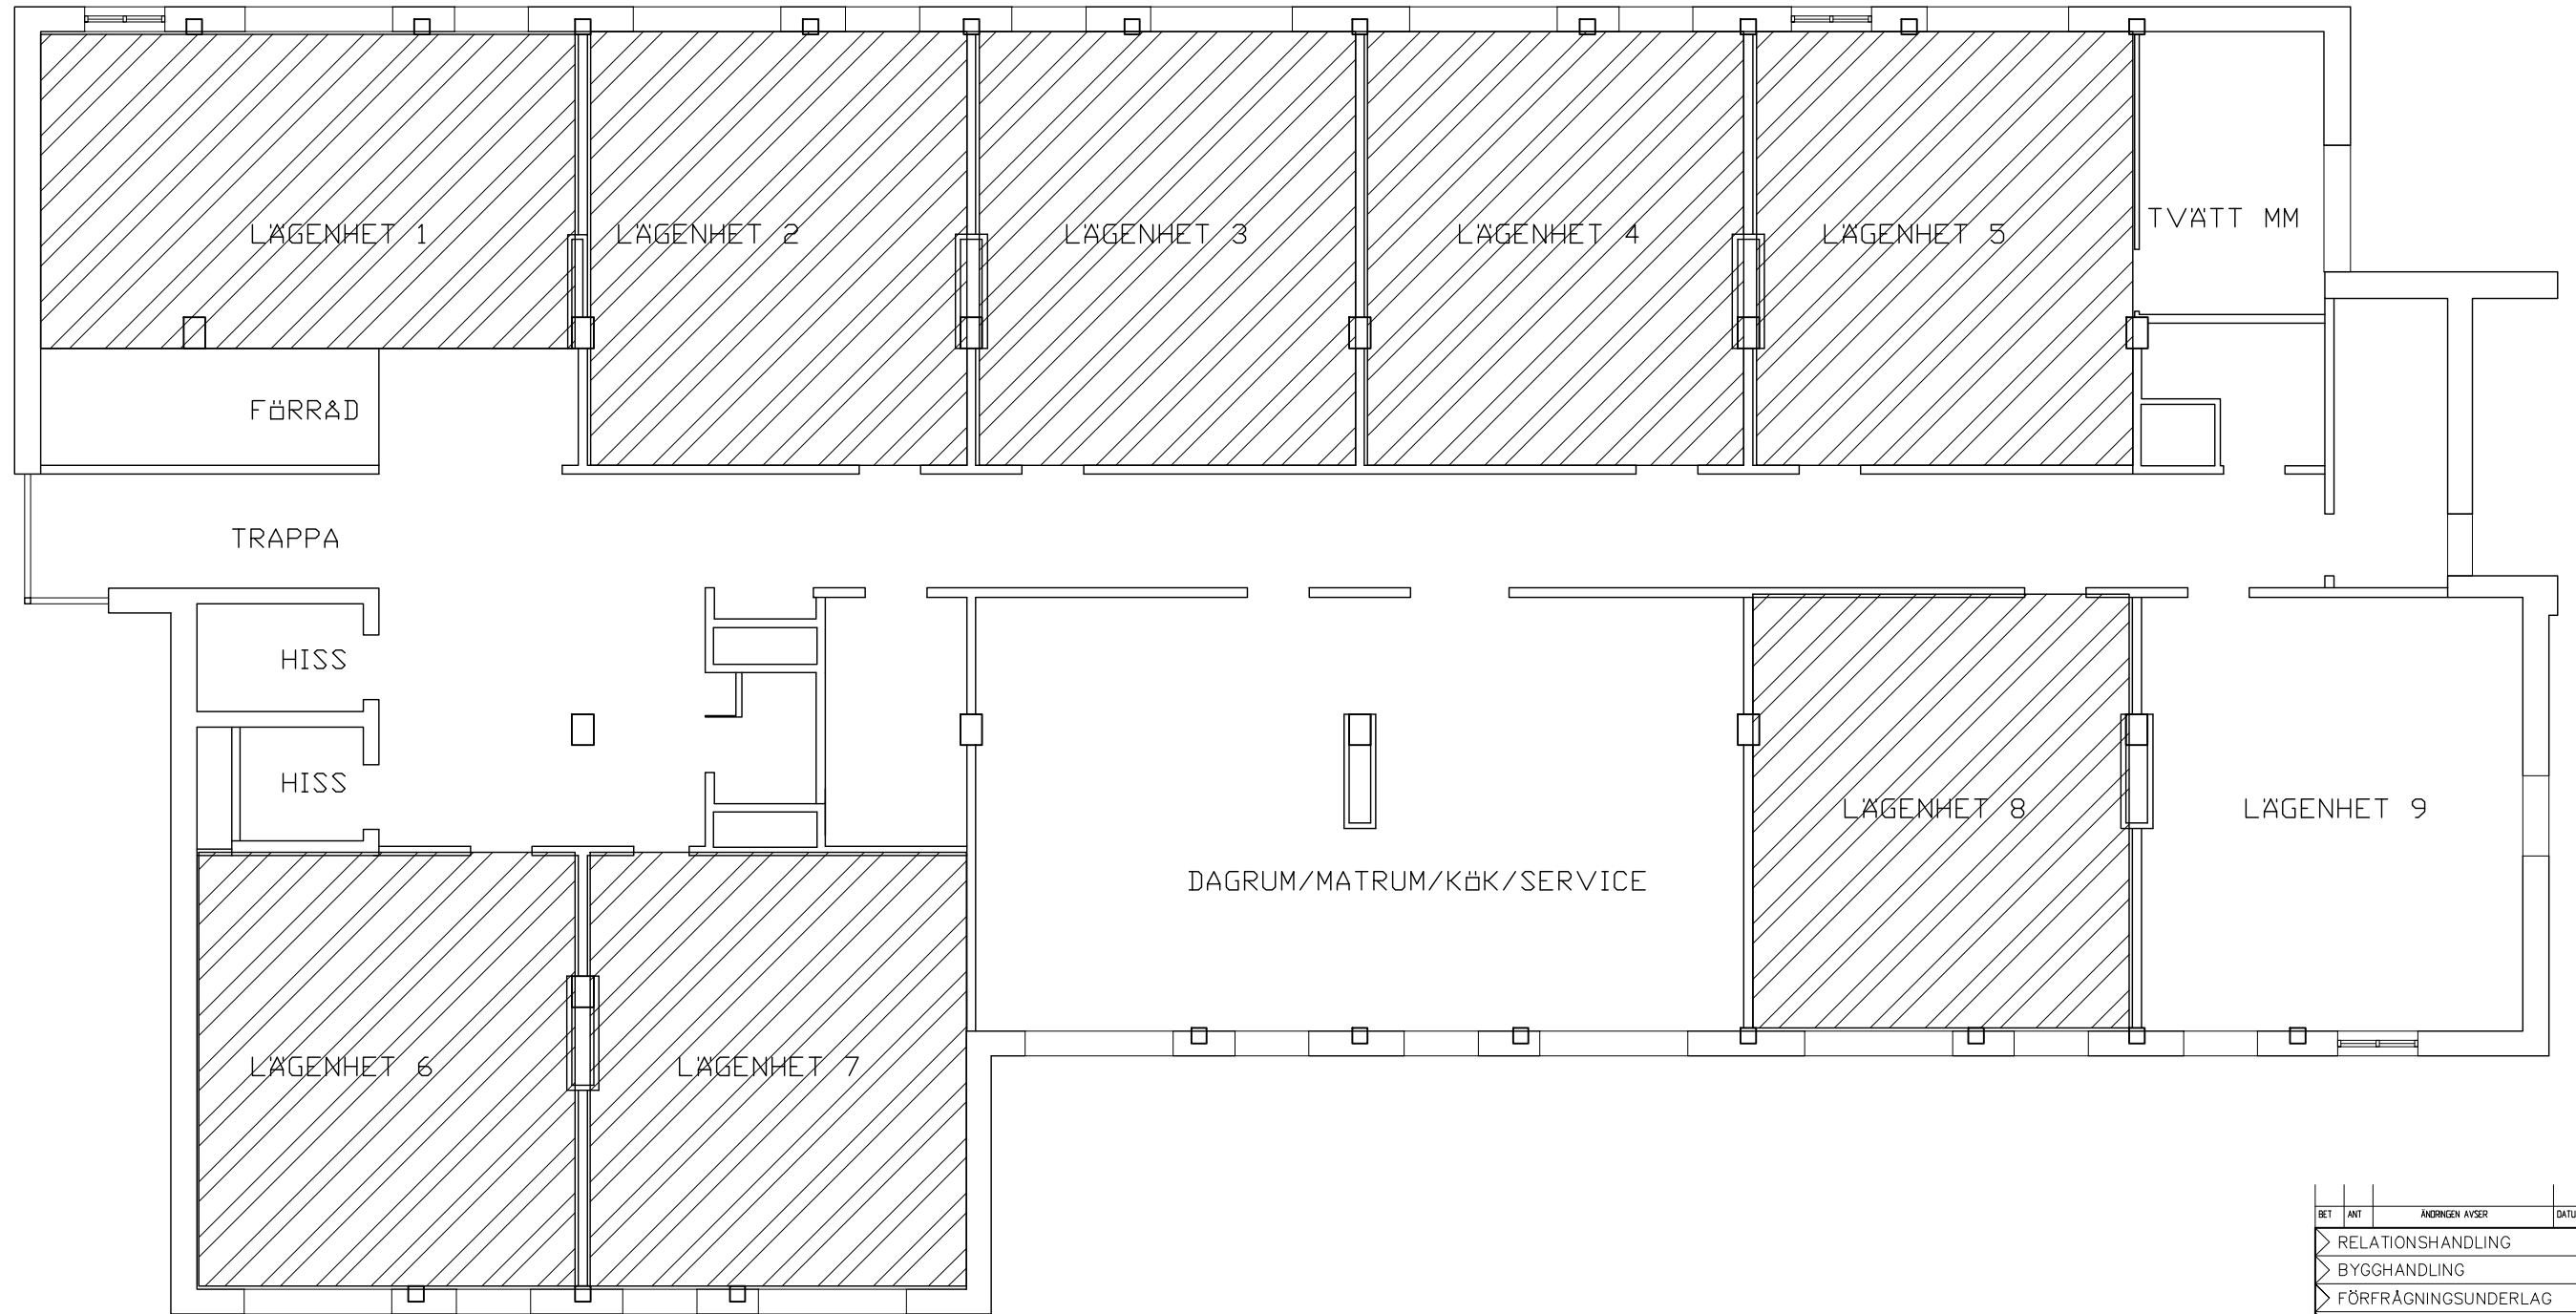 LÄGENHET 1
LÄGENHET 2
LÄGENHET 3
LÄGENHET 4
LÄGENHET 5
TVÄTT MM
FÖRRÅD
TRAPPA
HISS
HISS
LÄGENHET 8
LÄGENHET 9
DAGRUM/MATRUM/KÖK/SERVICE
LÄGENHET 6
LÄGENHET 7
BET ANT ÄNDRINGEN AVSER DATU
RELATIONSHANDLING
BYGGHANDLING
FÖRFRÅGNINGSUNDERLAG